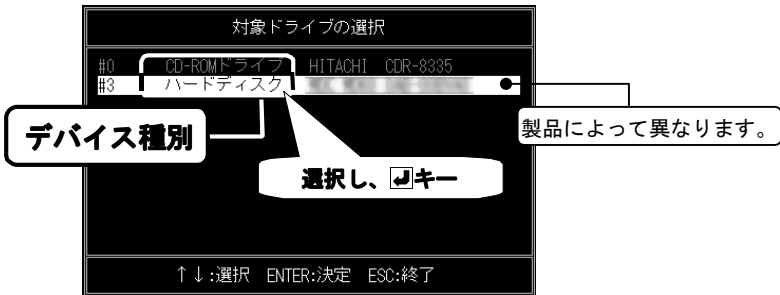 対象ドライブの選択
#0 CD-ROMドライブ HITACHI CDR-8335
#3 ハードディスク
デバイス種別
製品によって異なります。
選択し、↵キー
↑↓:選択 ENTER:決定 ESC:終了